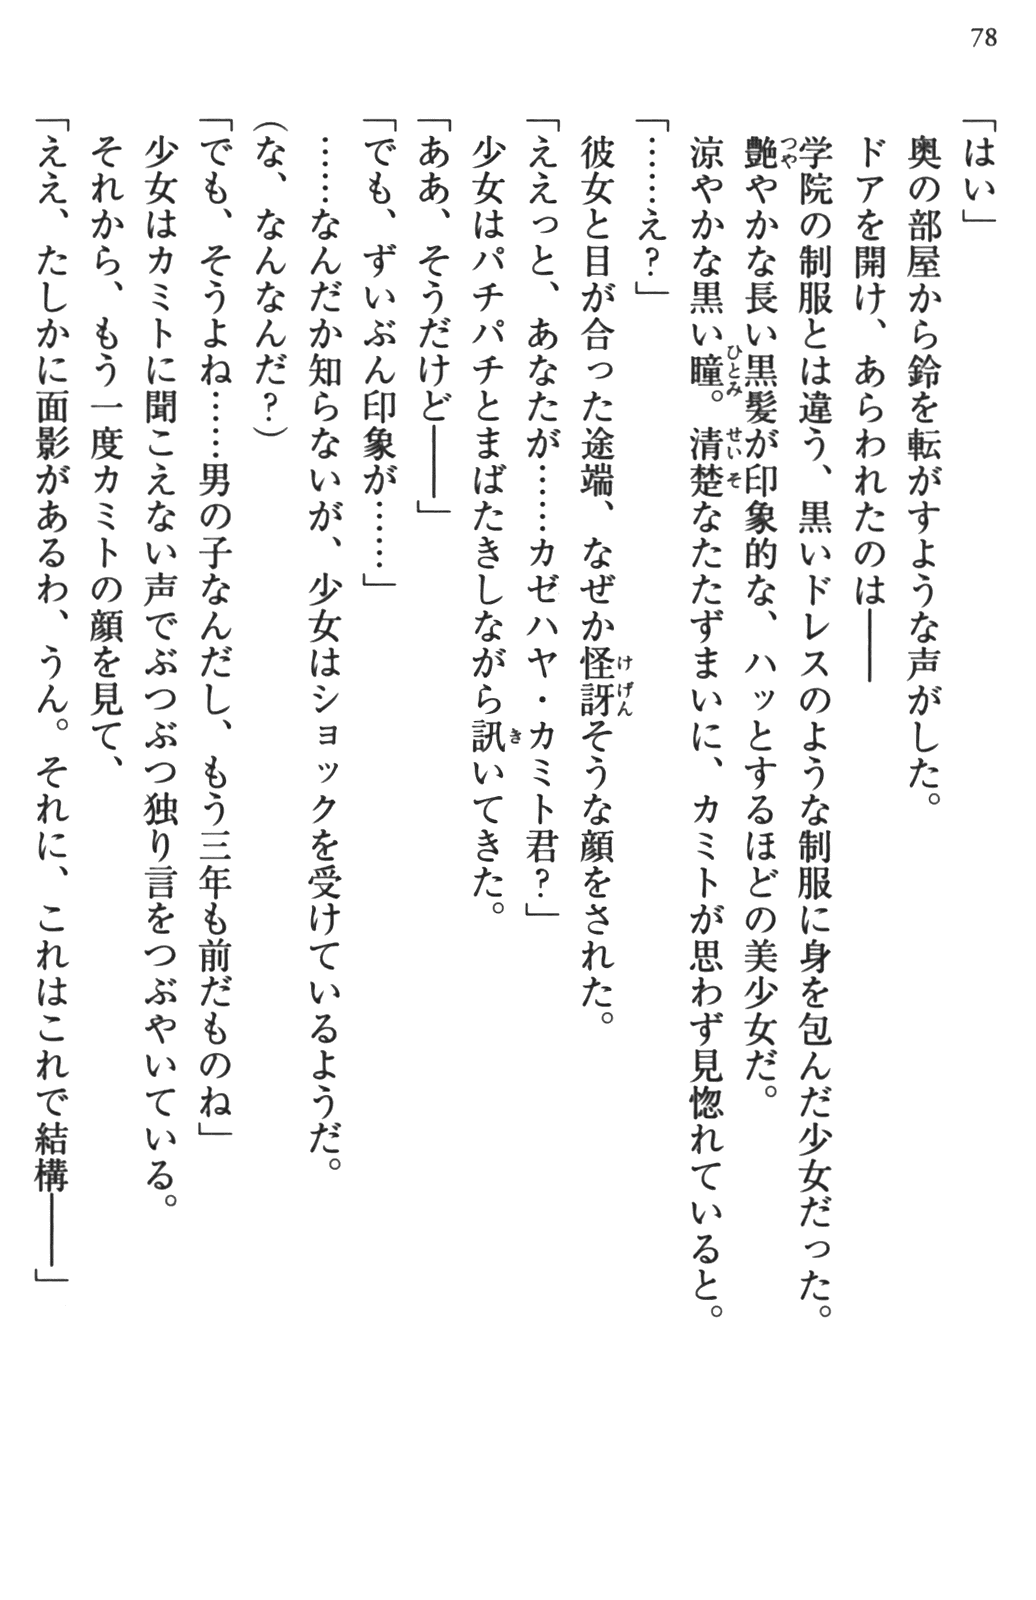 78
「はい」
奥の部屋から鈴を転がすような声がした。
ドアを開け、あらわれたのは――
学院の制服とは違う、黒いドレスのような制服に身を包んだ少女だった。
艶やかな長い黒髪が印象的な、ハッとするほどの美少女だ。
涼やかな黒い瞳。清楚なたたずまいに、カミトが思わず見惚れていると。
「……え？」
彼女と目が合った途端、なぜか怪訝そうな顔をされた。
「ええっと、あなたが……カゼハヤ・カミト君？」
少女はパチパチとまばたきしながら訊いてきた。
「ああ、そうだけど――」
「でも、ずいぶん印象が……」
……なんだか知らないが、少女はショックを受けているようだ。
（な、なんなんだ？）
「でも、そうよね……男の子なんだし、もう三年も前だものね」
少女はカミトに聞こえない声でぶつぶつ独り言をつぶやいている。
それから、もう一度カミトの顔を見て、
「ええ、たしかに面影があるわ、うん。それに、これはこれで結構――」